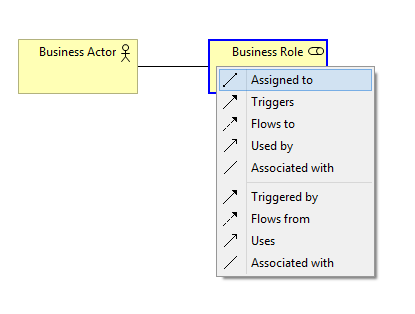 Business Actor
Business Role
Assigned to
Triggers
Flows to
Used by
Associated with
Triggered by
Flows from
Uses
Associated with